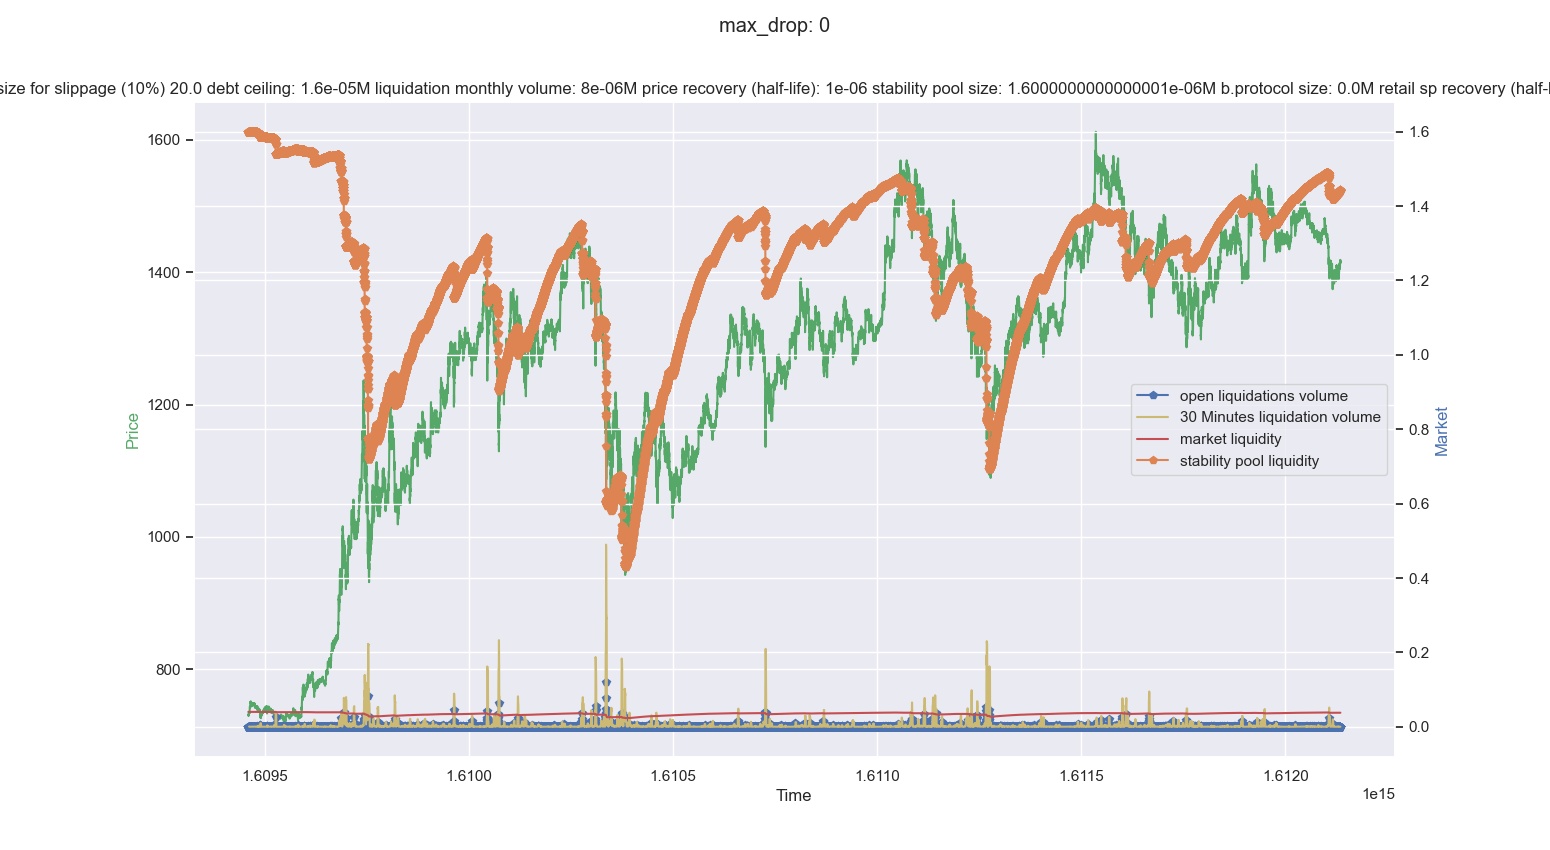 max_drop: 0
size for slippage (10%) 20.0 debt ceiling: 1.6e-05M liquidation monthly volume: 8e-06M price recovery (half-life): 1e-06 stability pool size: 1.6000000000000001e-06M b.protocol size: 0.0M retail sp recovery (half-l
1600
1400
1200
1000
800
Price
1.6
1.4
1.2
1.0
0.8
0.6
0.4
0.2
0.0
Market
open liquidations volume
30 Minutes liquidation volume
market liquidity
stability pool liquidity
1.6095 1.6100 1.6105 1.6110 1.6115 1.6120
Time
1e15